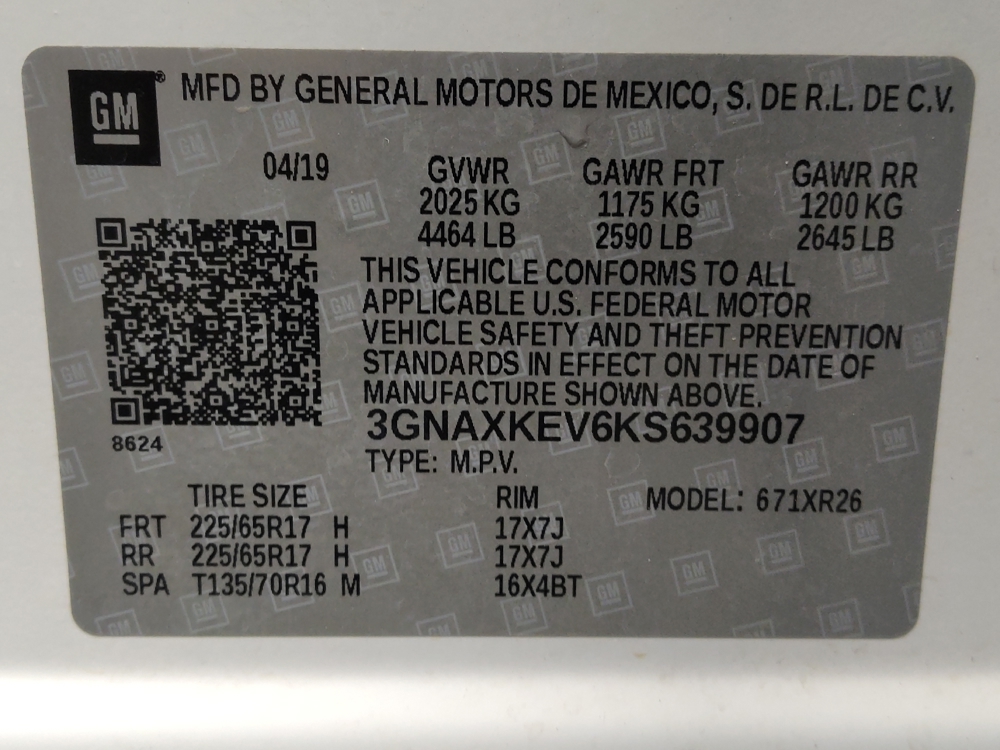 GM® MFD BY GENERAL MOTORS DE MEXICO, S. DE R.L. DE C.V.
04/19 GVWR GAWR FRT GAWR RR
2025 KG 1175 KG 1200 KG
4464 LB 2590 LB 2645 LB
THIS VEHICLE CONFORMS TO ALL
APPLICABLE U.S. FEDERAL MOTOR
VEHICLE SAFETY AND THEFT PREVENTION
STANDARDS IN EFFECT ON THE DATE OF
MANUFACTURE SHOWN ABOVE.
3GNAXKEV6KS639907
8624
TYPE: M.P.V.
TIRE SIZE RIM MODEL: 671XR26
FRT 225/65R17 H 17X7J
RR 225/65R17 H 17X7J
SPA T135/70R16 M 16X4BT